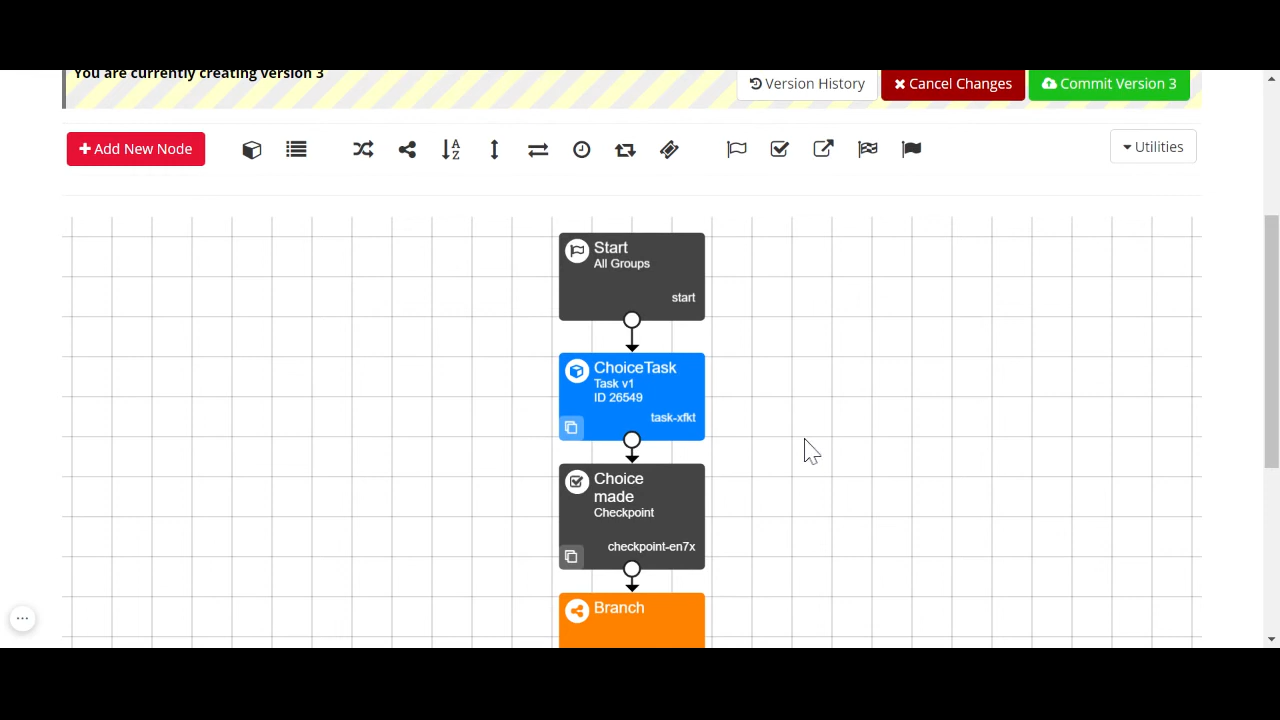 You are currently creating version 3
Version History
Cancel Changes
Commit Version 3
Add New Node
Utilities
Start
All Groups
start
ChoiceTask
Task v1
ID 26549
task-xfkt
Choice
made
Checkpoint
checkpoint-en7x
Branch